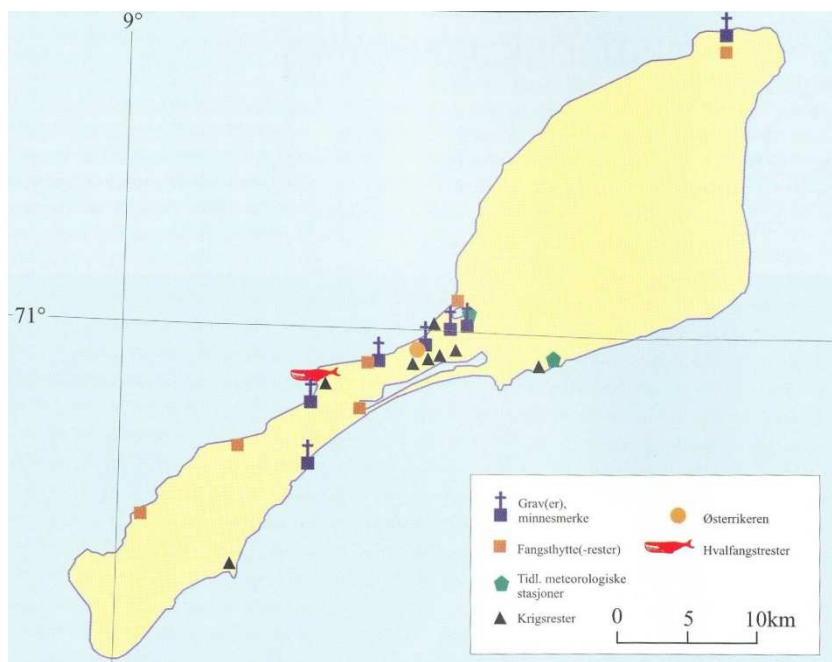 9°
71°
Grav(er),
minnesmerke
Østerrikeren
Fangsthytte(-rester)
Hvalfangstrester
Tidl. meteorologiske
stasjoner
Krigsrester
0 5 10km